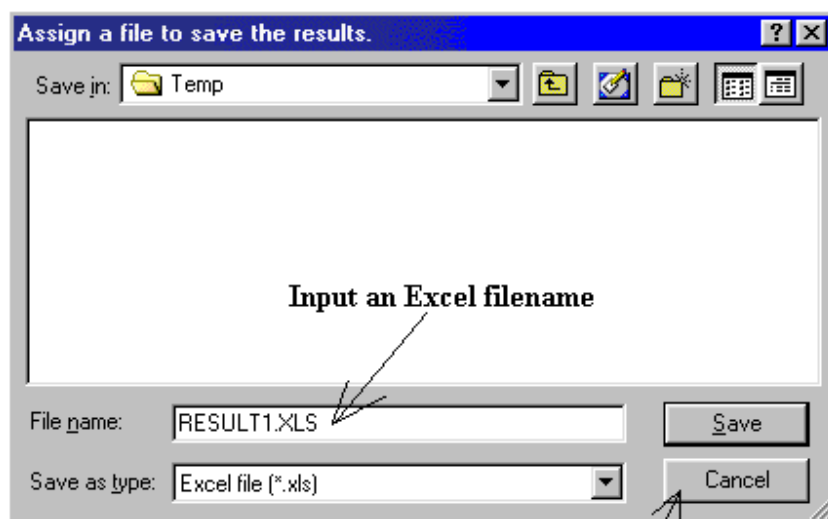 Assign a file to save the results.
Save in: Temp
Input an Excel filename
File name: RESULT1.XLS Save
Save as type: Excel file (*.xls) Cancel